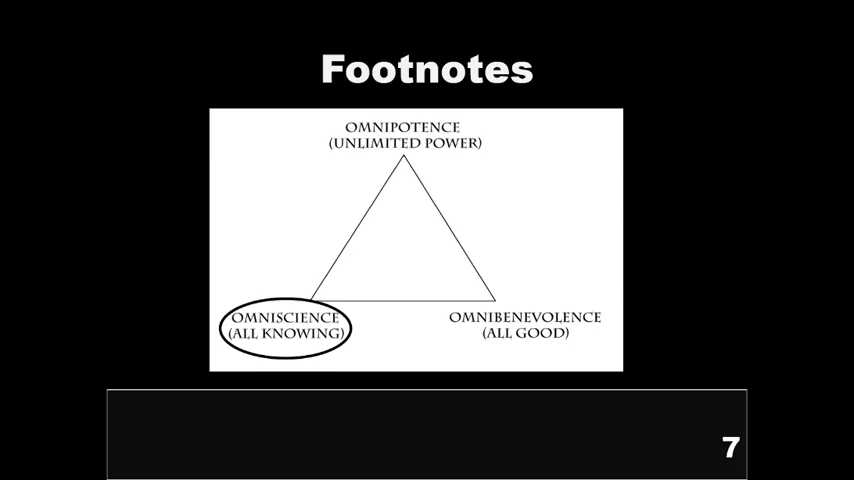 Footnotes
OMNIPOTENCE
(UNLIMITED POWER)
OMNISCIENCE
(ALL KNOWING)
OMNIBENEVOLENCE
(ALL GOOD)
7